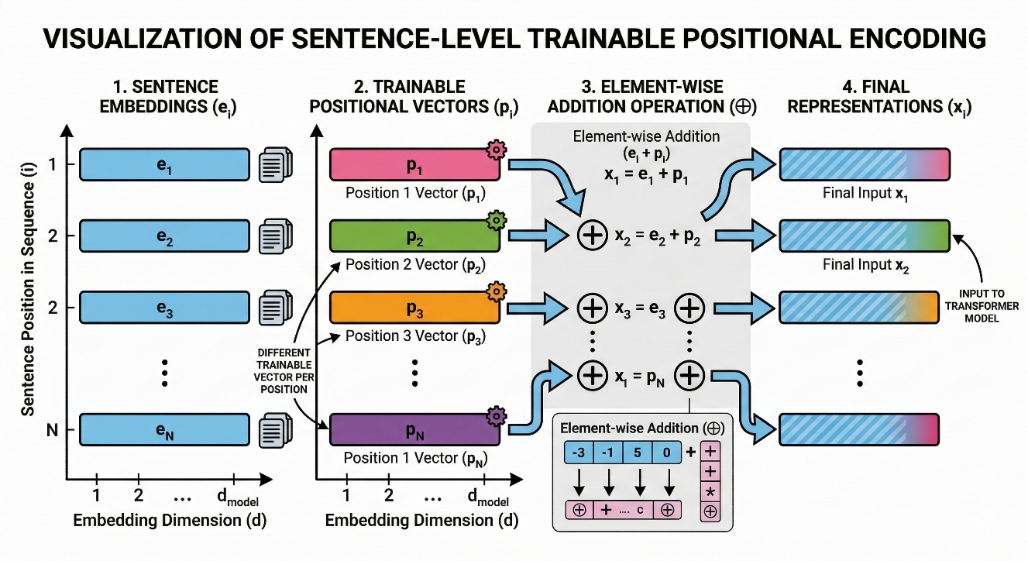 VISUALIZATION OF SENTENCE-LEVEL TRAINABLE POSITIONAL ENCODING
1. SENTENCE
EMBEDDINGS (eᵢ)
Sentence Position in Sequence (i)
1
2
2
N
e₁
e₂
e₃
⋮
e_N
1 2 ... d_model
Embedding Dimension (d)
2. TRAINABLE
POSITIONAL VECTORS (pᵢ)
p₁
Position 1 Vector (p₁)
p₂
Position 2 Vector (p₂)
p₃
Position 3 Vector (p₃)
⋮
p_N
Position 1 Vector (p_N)
DIFFERENT
TRAINABLE
VECTOR PER
POSITION
1 2 ... d_model
Embedding Dimension (d)
3. ELEMENT-WISE
ADDITION OPERATION (⊕)
Element-wise Addition
(eᵢ + pᵢ)
x₁ = e₁ + p₁
⊕ x₂ = e₂ + p₂
⊕ x₃ = e₃ ⊕
⋮ ⋮
⊕ x₁ = p_N ⊕
Element-wise Addition (⊕)
-3 -1 5 0 +
⊕ + .... c ⊕
+
+
*
⊕
4. FINAL
REPRESENTATIONS (xᵢ)
Final Input x₁
Final Input x₂
⋮
INPUT TO
TRANSFORMER
MODEL